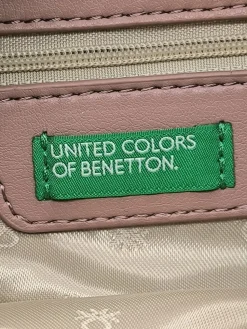 UNITED COLORS
OF BENETTON.